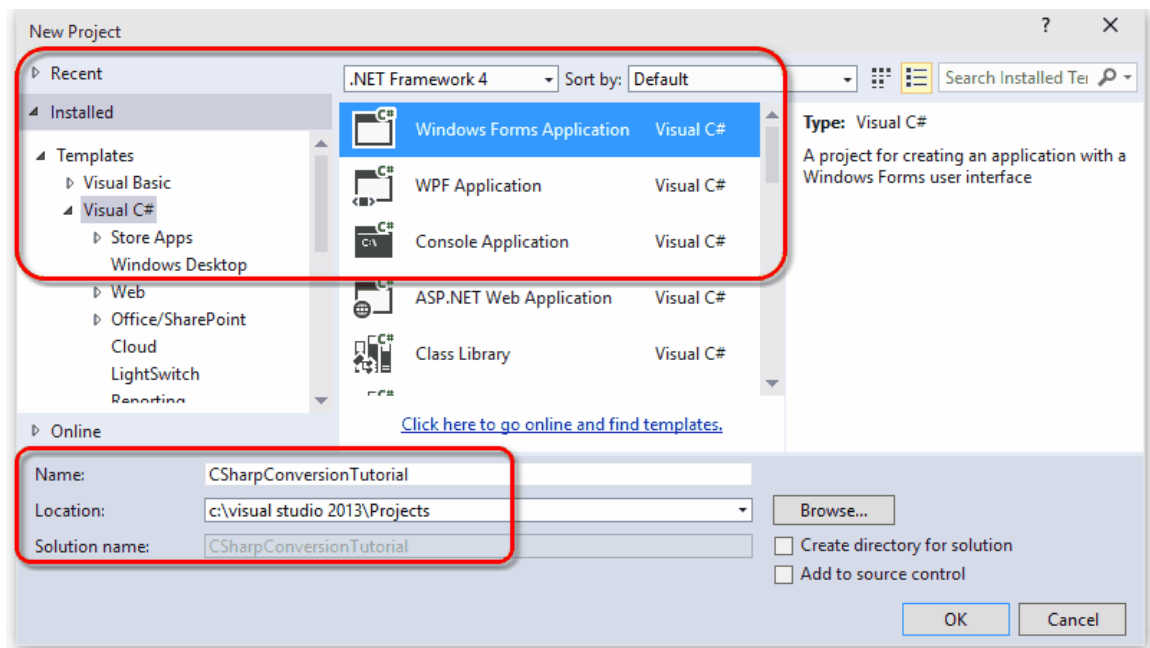 New Project
?
Recent
.NET Framework 4
Sort by:
Default
Search Installed Te
Installed
Templates
Visual Basic
Visual C#
Store Apps
Windows Desktop
Web
Office/SharePoint
Cloud
LightSwitch
Reporting
Online
C#
Windows Forms Application Visual C#
C#
WPF Application Visual C#
C#
C:\
Console Application Visual C#
C#
ASP.NET Web Application Visual C#
C#
Class Library Visual C#
C#
Click here to go online and find templates.
Type: Visual C#
A project for creating an application with a
Windows Forms user interface
Name: CSharpConversionTutorial
Location: c:\visual studio 2013\Projects
Browse...
Solution name: CSharpConversionTutorial
Create directory for solution
Add to source control
OK
Cancel